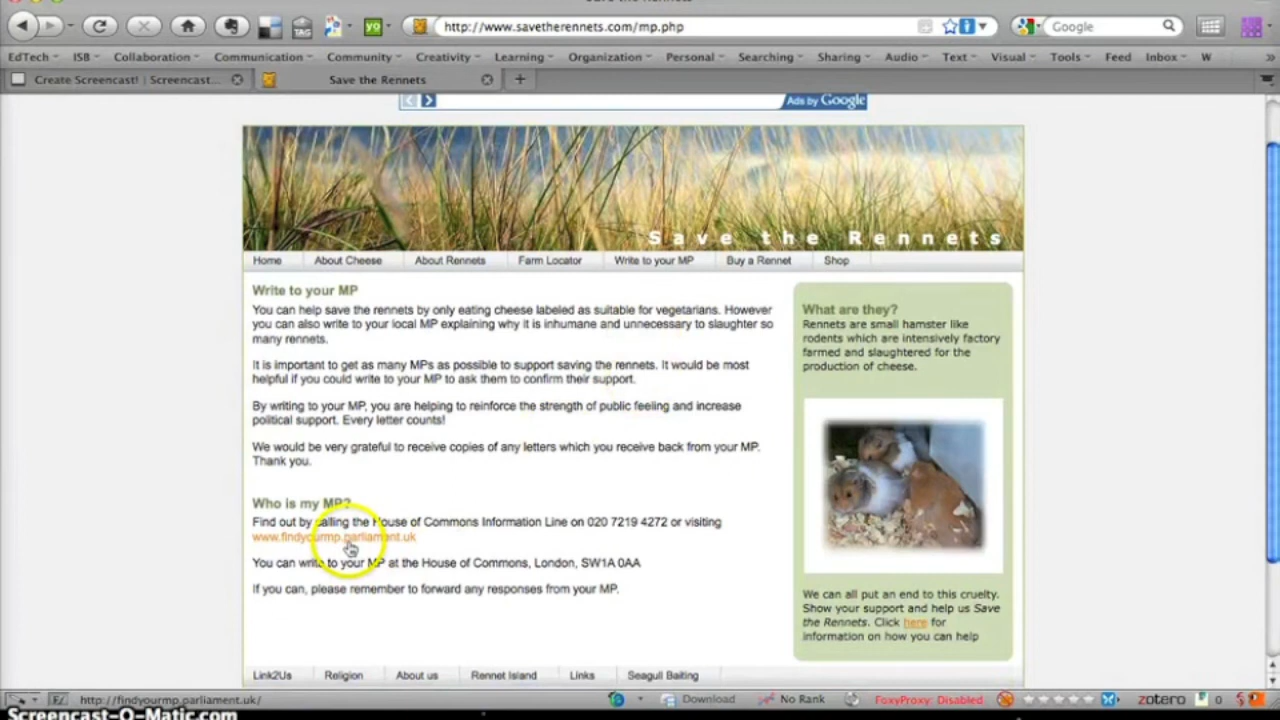 http://www.savetherennets.com/mp.php
Google
EdTech ISB Collaboration Communication Community Creativity Learning Organization Personal Searching Sharing Audio Text Visual Tools Feed Inbox W
Create Screencast! | Screencast...
Save the Rennets
Ads by Google
Save the Rennets
Home About Cheese About Rennets Farm Locator Write to your MP Buy a Rennet Shop
Write to your MP
You can help save the rennets by only eating cheese labeled as suitable for vegetarians. However
you can also write to your local MP explaining why it is inhumane and unnecessary to slaughter so
many rennets.
It is important to get as many MPs as possible to support saving the rennets. It would be most
helpful if you could write to your MP to ask them to confirm their support.
By writing to your MP, you are helping to reinforce the strength of public feeling and increase
political support. Every letter counts!
We would be very grateful to receive copies of any letters which you receive back from your MP.
Thank you.
Who is my MP?
Find out by calling the House of Commons Information Line on 020 7219 4272 or visiting
www.findyourmp.parliament.uk
You can write to your MP at the House of Commons, London, SW1A 0AA
If you can, please remember to forward any responses from your MP.
What are they?
Rennets are small hamster like
rodents which are intensively factory
farmed and slaughtered for the
production of cheese.
We can all put an end to this cruelty.
Show your support and help us Save
the Rennets. Click here for
information on how you can help
Link2Us Religion About us Rennet Island Links Seagull Baiting
http://findyourmp.parliament.uk/
Download No Rank FoxyProxy: Disabled zotero 0
Screencast-O-Matic.com